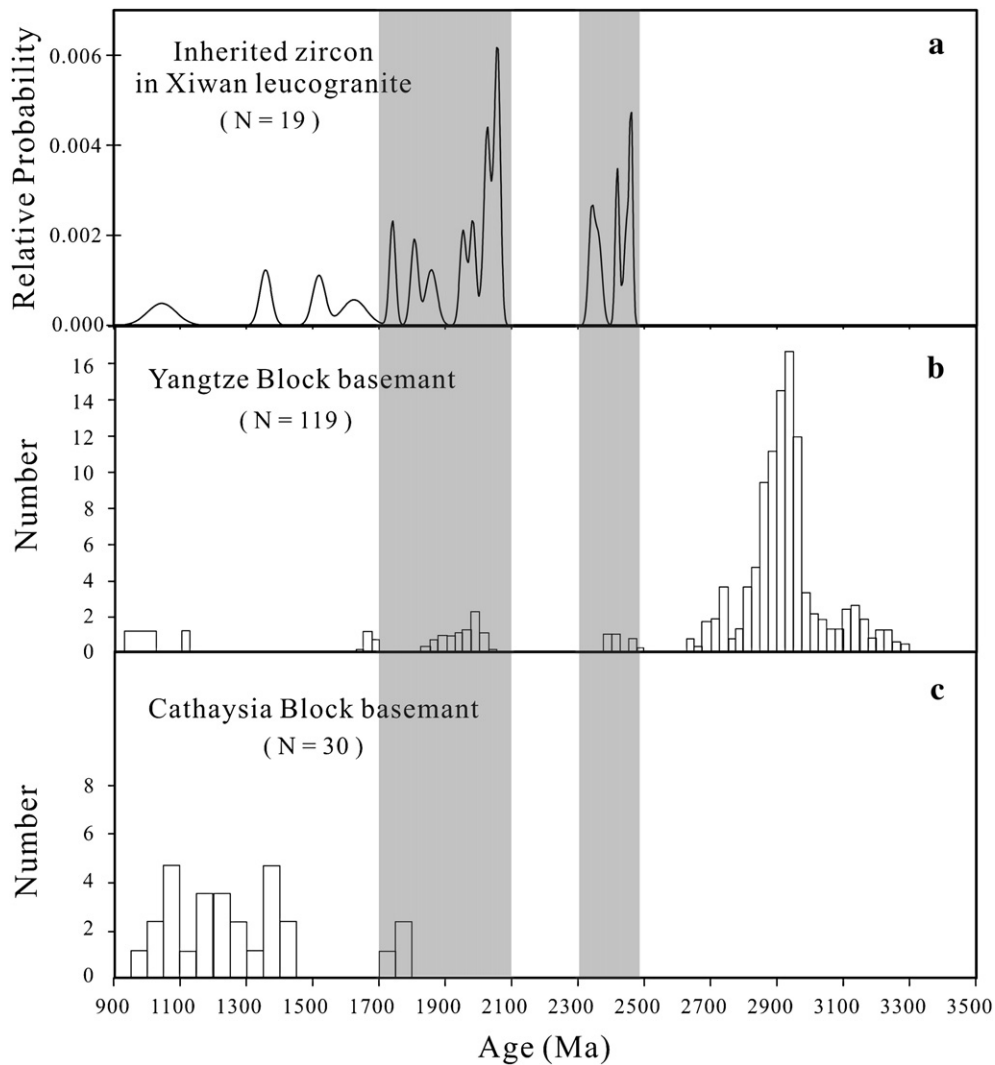 a
Inherited zircon
in Xiwan leucogranite
( N = 19 )
Relative Probability
0.006
0.004
0.002
0.000
b
Yangtze Block basemant
( N = 119 )
Number
16
14
12
10
8
6
4
2
0
c
Cathaysia Block basemant
( N = 30 )
Number
8
6
4
2
0
900 1100 1300 1500 1700 1900 2100 2300 2500 2700 2900 3100 3300 3500
Age (Ma)